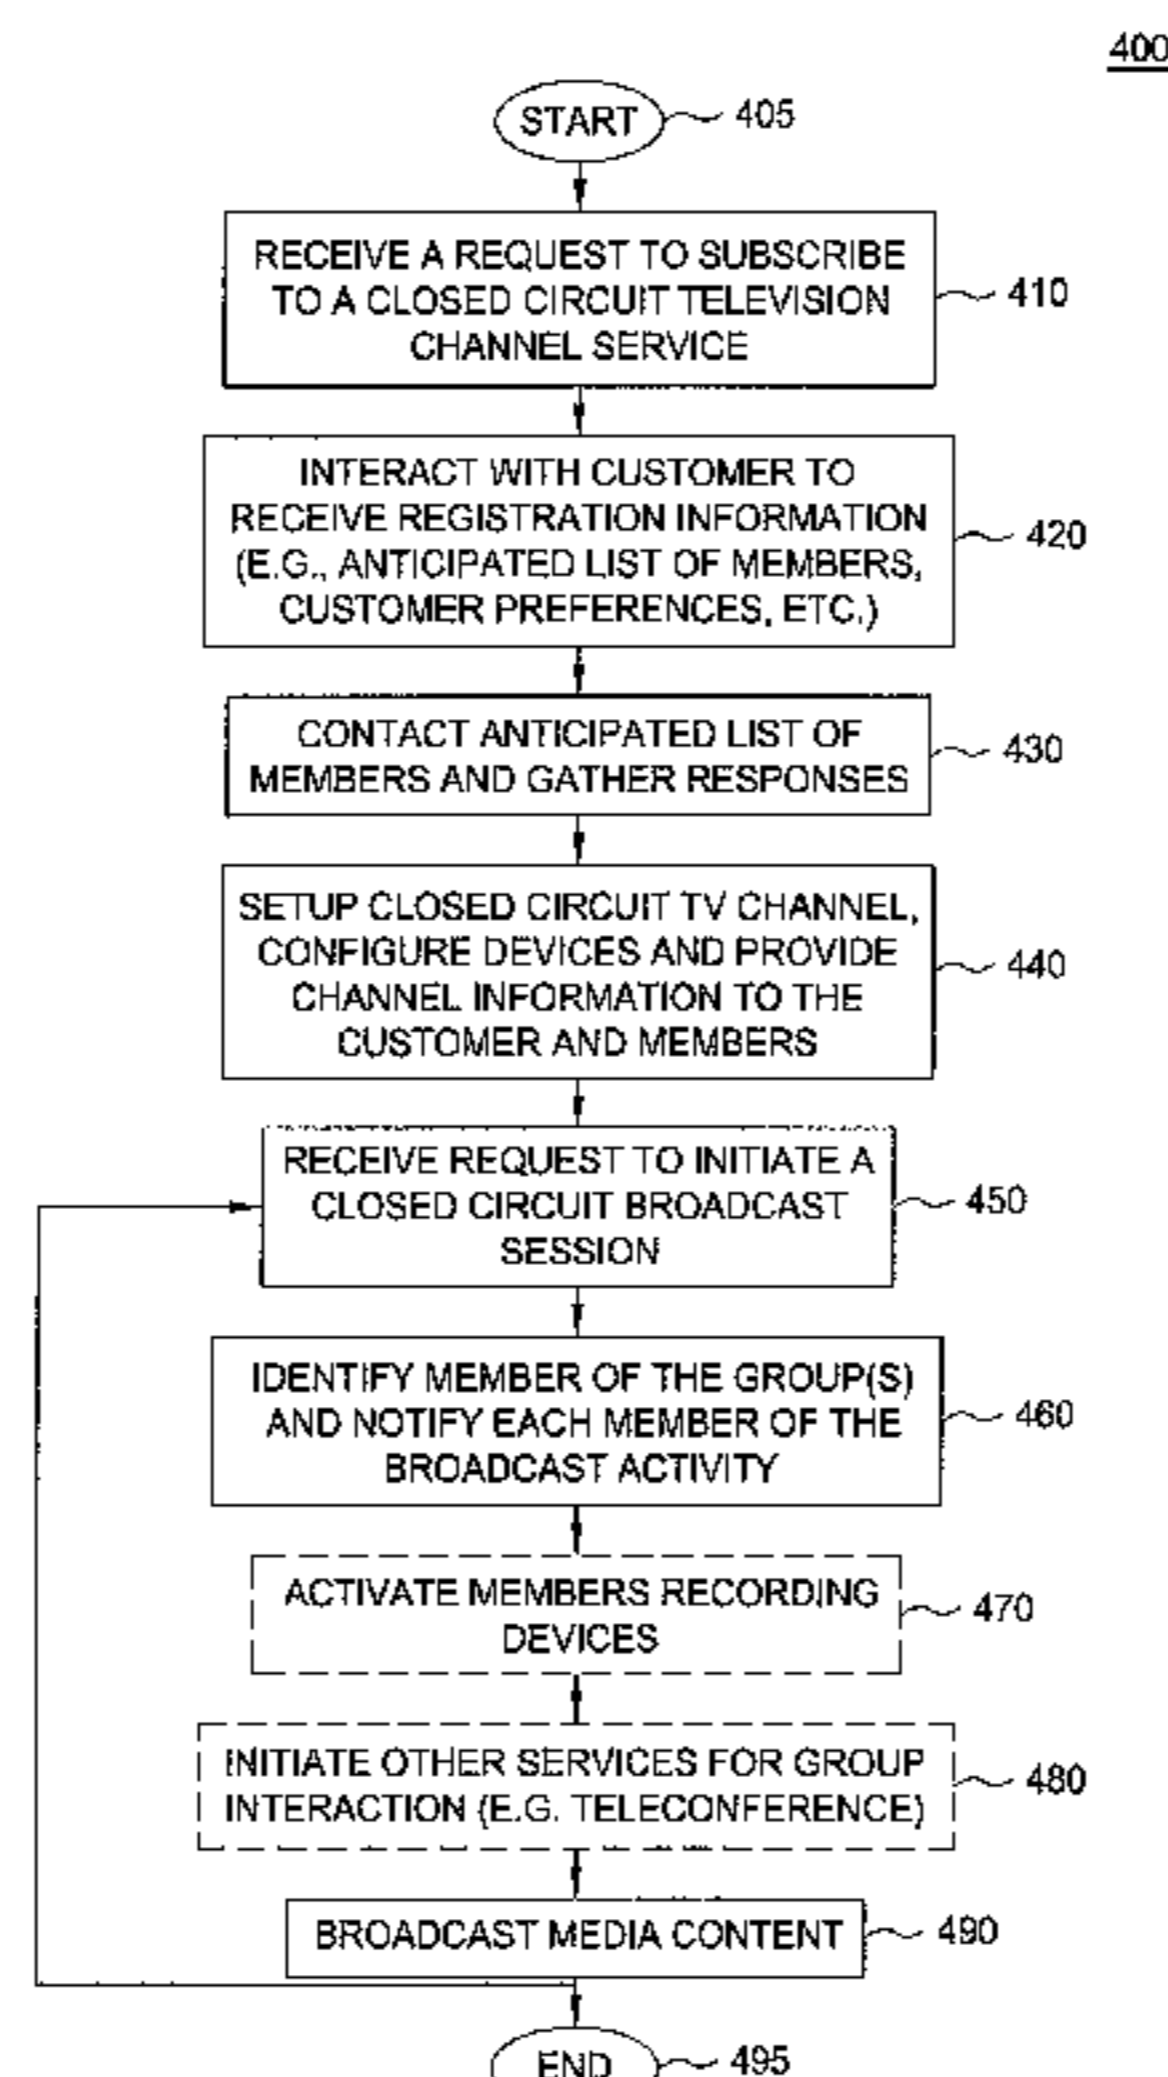 400
START
405
RECEIVE A REQUEST TO SUBSCRIBE
TO A CLOSED CIRCUIT TELEVISION
CHANNEL SERVICE
410
INTERACT WITH CUSTOMER TO
RECEIVE REGISTRATION INFORMATION
(E.G., ANTICIPATED LIST OF MEMBERS,
CUSTOMER PREFERENCES, ETC.)
420
CONTACT ANTICIPATED LIST OF
MEMBERS AND GATHER RESPONSES
430
SETUP CLOSED CIRCUIT TV CHANNEL,
CONFIGURE DEVICES AND PROVIDE
CHANNEL INFORMATION TO THE
CUSTOMER AND MEMBERS
440
RECEIVE REQUEST TO INITIATE A
CLOSED CIRCUIT BROADCAST
SESSION
450
IDENTIFY MEMBER OF THE GROUP(S)
AND NOTIFY EACH MEMBER OF THE
BROADCAST ACTIVITY
460
ACTIVATE MEMBERS RECORDING
DEVICES
470
INITIATE OTHER SERVICES FOR GROUP
INTERACTION (E.G. TELECONFERENCE)
480
BROADCAST MEDIA CONTENT
490
END
495